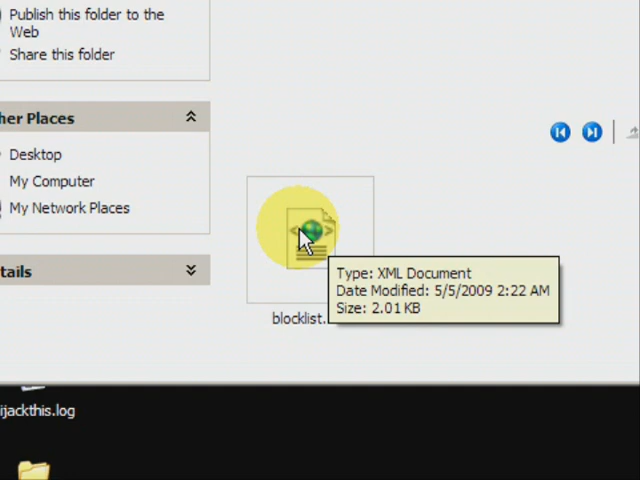 Publish this folder to the
Web
Share this folder
her Places
Desktop
My Computer
My Network Places
tails
Type: XML Document
Date Modified: 5/5/2009 2:22 AM
Size: 2.01 KB
blocklist.
ijackthis.log